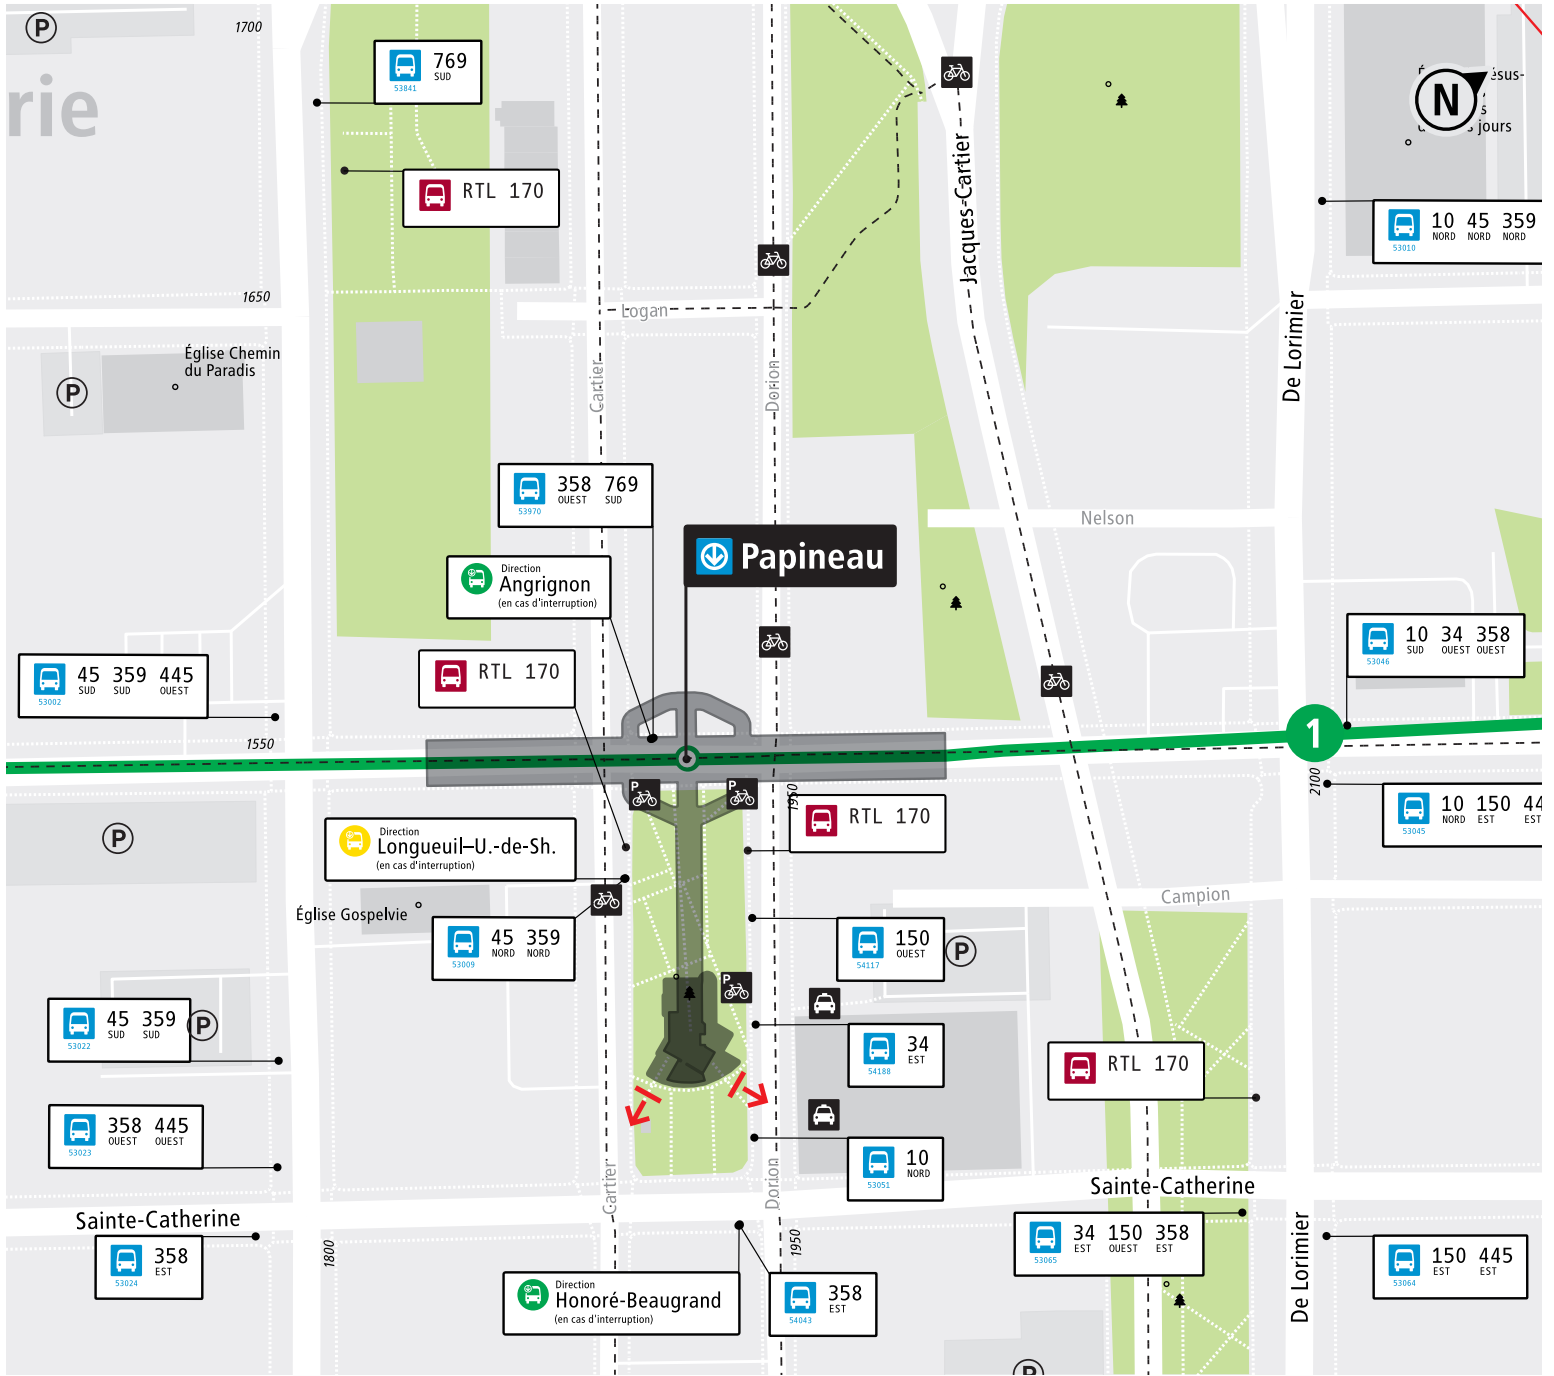 P
1700
rie
53841
769
SUD
RTL 170
Jacques-Cartier
N
ésus-
s
jours
53010
10 45 359
NORD NORD NORD
1650
Logan
Église Chemin
du Paradis
P
Cartier
Dorion
De Lorimier
53970
358 769
OUEST SUD
Nelson
Papineau
Direction
Angrignon
(en cas d'interruption)
53002
45 359 445
SUD SUD OUEST
RTL 170
53046
10 34 358
SUD OUEST OUEST
1550
1
P
P
P
1950
2100
RTL 170
53045
10 150 44
NORD EST EST
P
Direction
Longueuil–U.-de-Sh.
(en cas d'interruption)
Église Gospelvie
53009
45 359
NORD NORD
54117
150
OUEST
P
Campion
53022
45 359
SUD SUD
P
P
54188
34
EST
RTL 170
53023
358 445
OUEST OUEST
53051
10
NORD
Cartier
Dorion
Sainte-Catherine
Sainte-Catherine
53024
358
EST
1800
1950
53065
34 150 358
EST OUEST EST
De Lorimier
53064
150 445
EST EST
Direction
Honoré-Beaugrand
(en cas d'interruption)
54043
358
EST
P